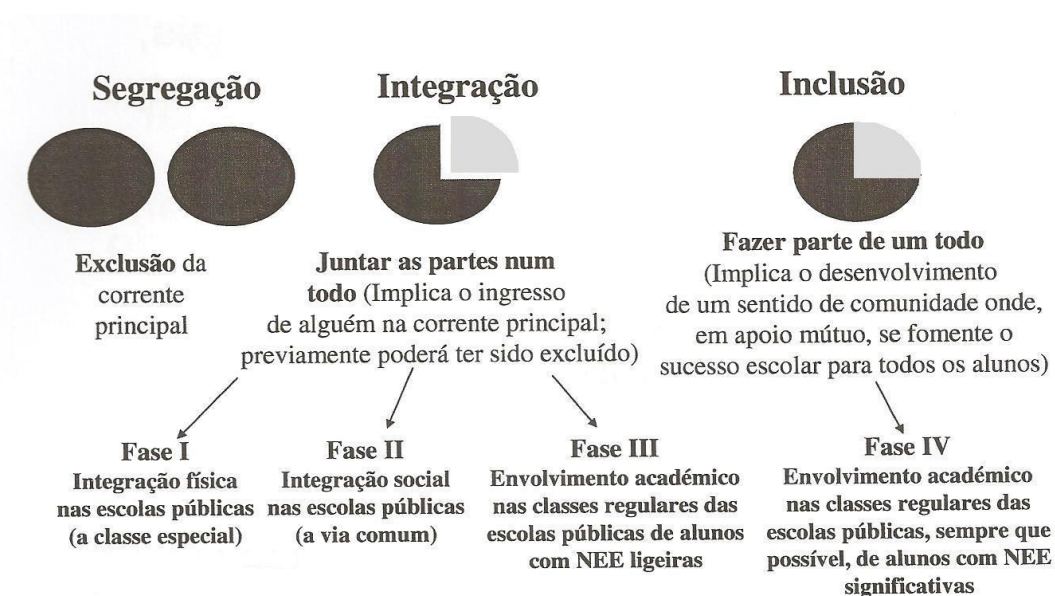 Segregação
Exclusão da
corrente
principal
Integração
Juntar as partes num
todo (Implica o ingresso
de alguém na corrente principal;
previamente poderá ter sido excluído)
Inclusão
Fazer parte de um todo
(Implica o desenvolvimento
de um sentido de comunidade onde,
em apoio mútuo, se fomente o
sucesso escolar para todos os alunos)
Fase I
Integração física
nas escolas públicas
(a classe especial)
Fase II
Integração social
nas escolas públicas
(a via comum)
Fase III
Envolvimento académico
nas classes regulares das
escolas públicas de alunos
com NEE ligeiras
Fase IV
Envolvimento académico
nas classes regulares das
escolas públicas, sempre que
possível, de alunos com NEE
significativas